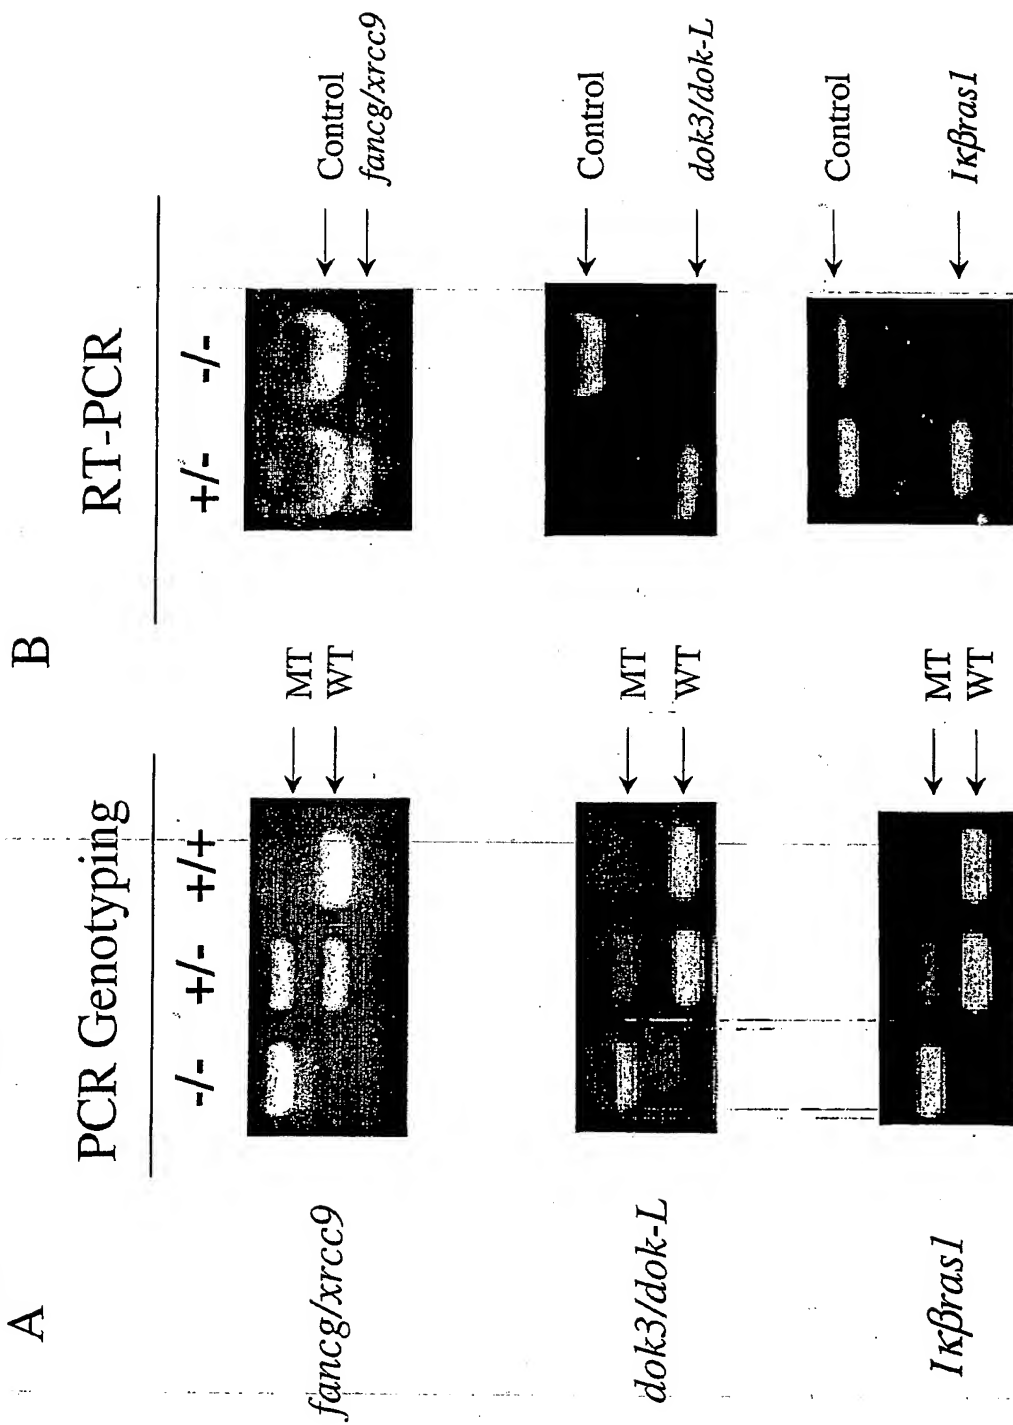 A
PCR Genotyping
-/- +/- +/+
fancg/xrcc9
MT
WT
dok3/dok-L
MT
WT
Iκβras1
MT
WT
B
RT-PCR
+/- -/-
Control
fancg/xrcc9
Control
dok3/dok-L
Control
Iκβras1